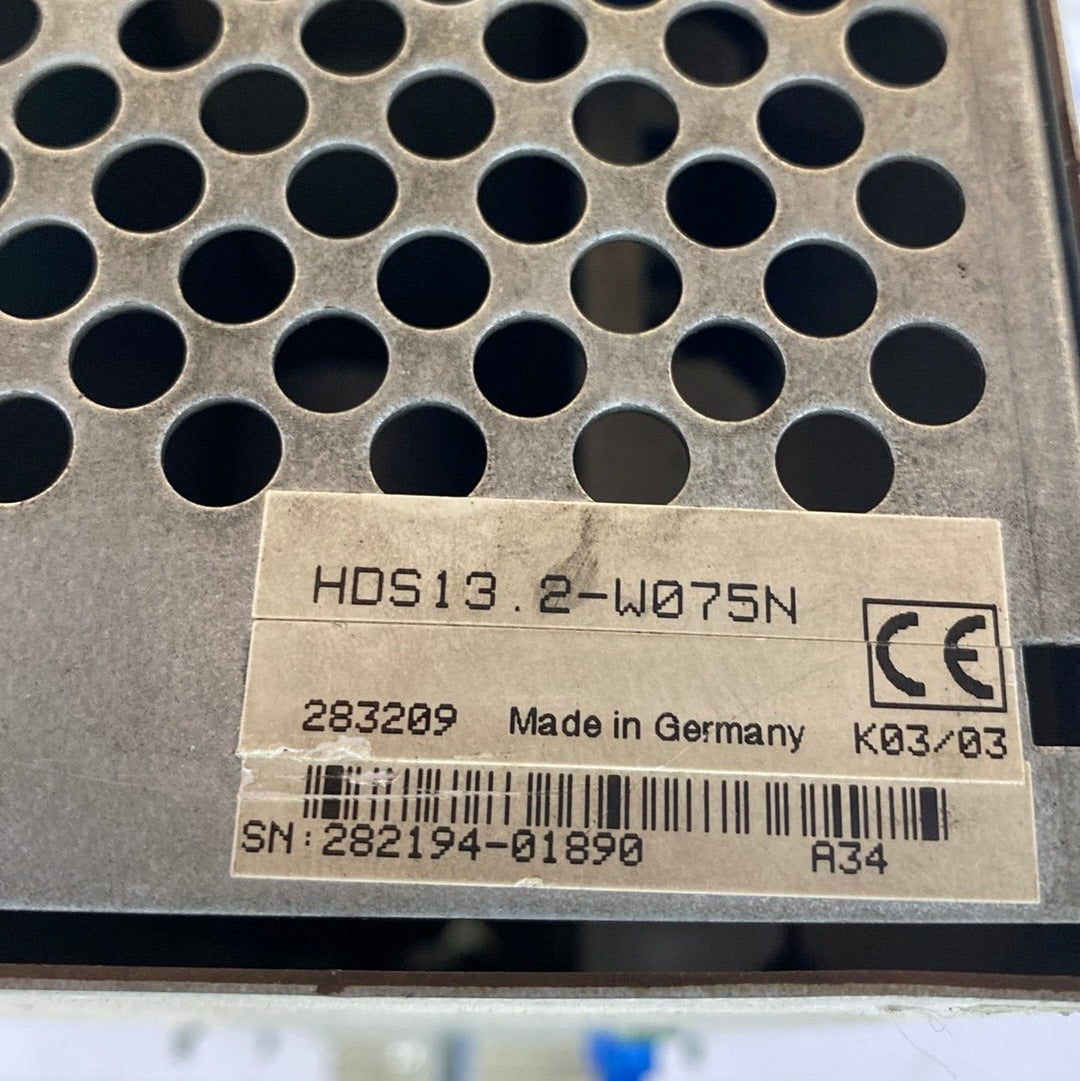 HDS13.2-W075N
CE
283209 Made in Germany K03/03
SN:282194-01890 A34